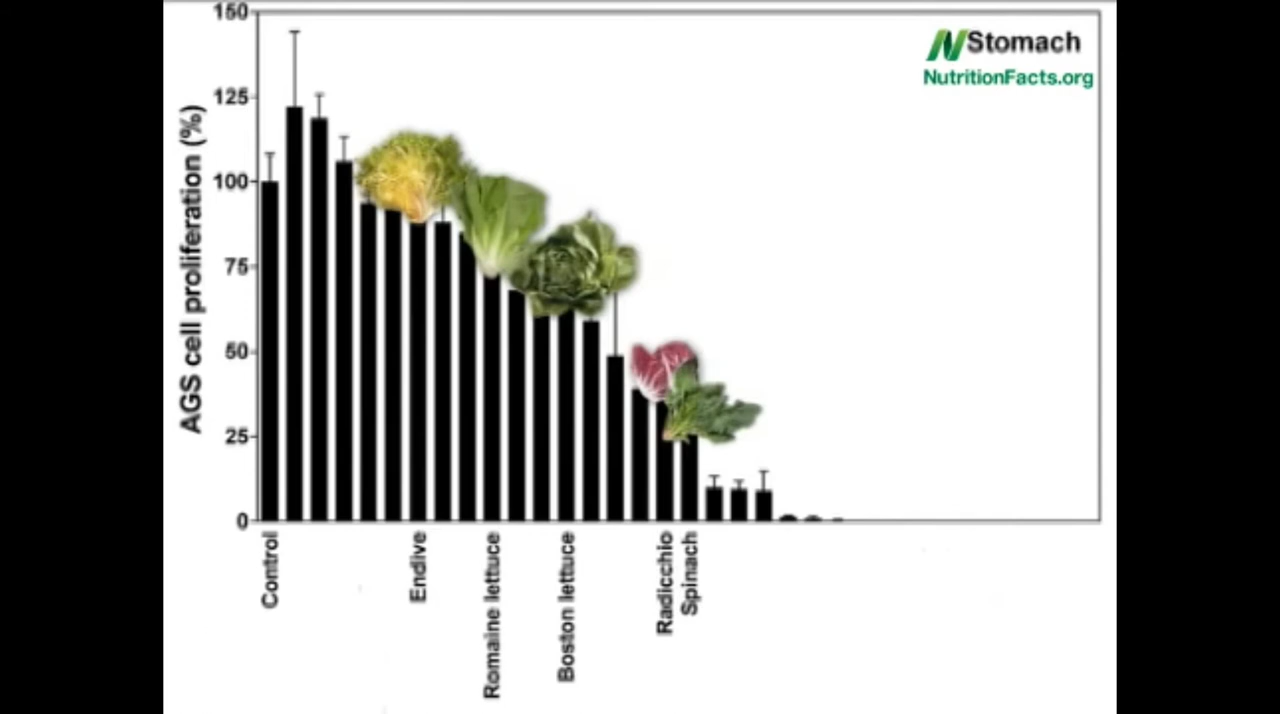 Stomach
NutritionFacts.org
AGS cell proliferation (%)
150
125
100
75
50
25
0
Control
Endive
Romaine lettuce
Boston lettuce
Radicchio
Spinach